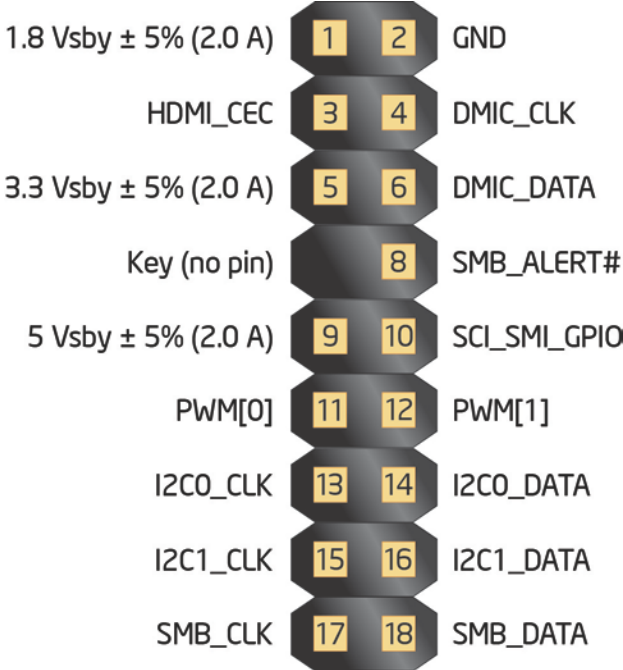 1.8 Vsby ± 5% (2.0 A) 1 2 GND
HDMI_CEC 3 4 DMIC_CLK
3.3 Vsby ± 5% (2.0 A) 5 6 DMIC_DATA
Key (no pin) 8 SMB_ALERT#
5 Vsby ± 5% (2.0 A) 9 10 SCI_SMI_GPIO
PWM[0] 11 12 PWM[1]
I2C0_CLK 13 14 I2C0_DATA
I2C1_CLK 15 16 I2C1_DATA
SMB_CLK 17 18 SMB_DATA